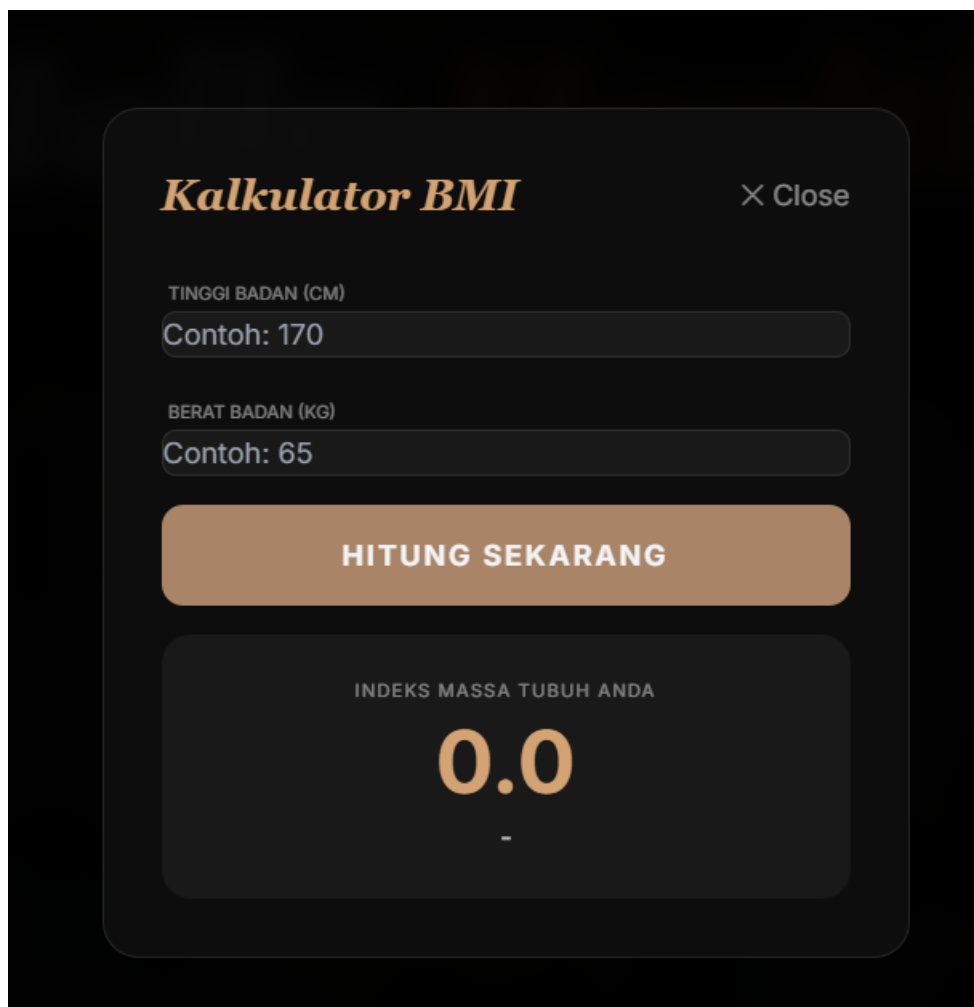 Kalkulator BMI
Close
TINGGI BADAN (CM)
Contoh: 170
BERAT BADAN (KG)
Contoh: 65
HITUNG SEKARANG
INDEKS MASSA TUBUH ANDA
0.0
-